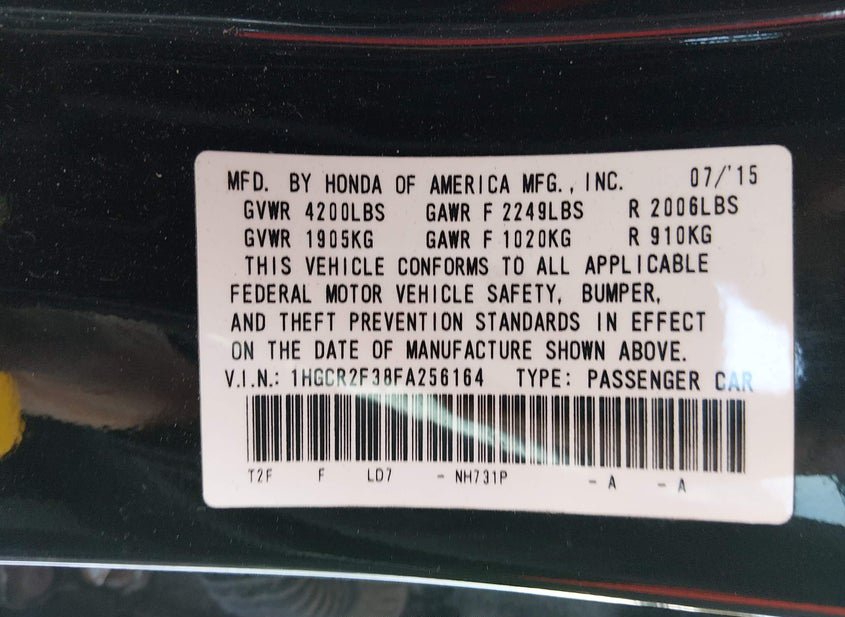 MFD. BY HONDA OF AMERICA MFG., INC. 07/'15
GVWR 4200LBS GAWR F 2249LBS R 2006LBS
GVWR 1905KG GAWR F 1020KG R 910KG
THIS VEHICLE CONFORMS TO ALL APPLICABLE
FEDERAL MOTOR VEHICLE SAFETY, BUMPER,
AND THEFT PREVENTION STANDARDS IN EFFECT
ON THE DATE OF MANUFACTURE SHOWN ABOVE.
V.I.N.: 1HGCR2F38FA256164 TYPE: PASSENGER CAR
T2F F LD7 - NH731P - A - A